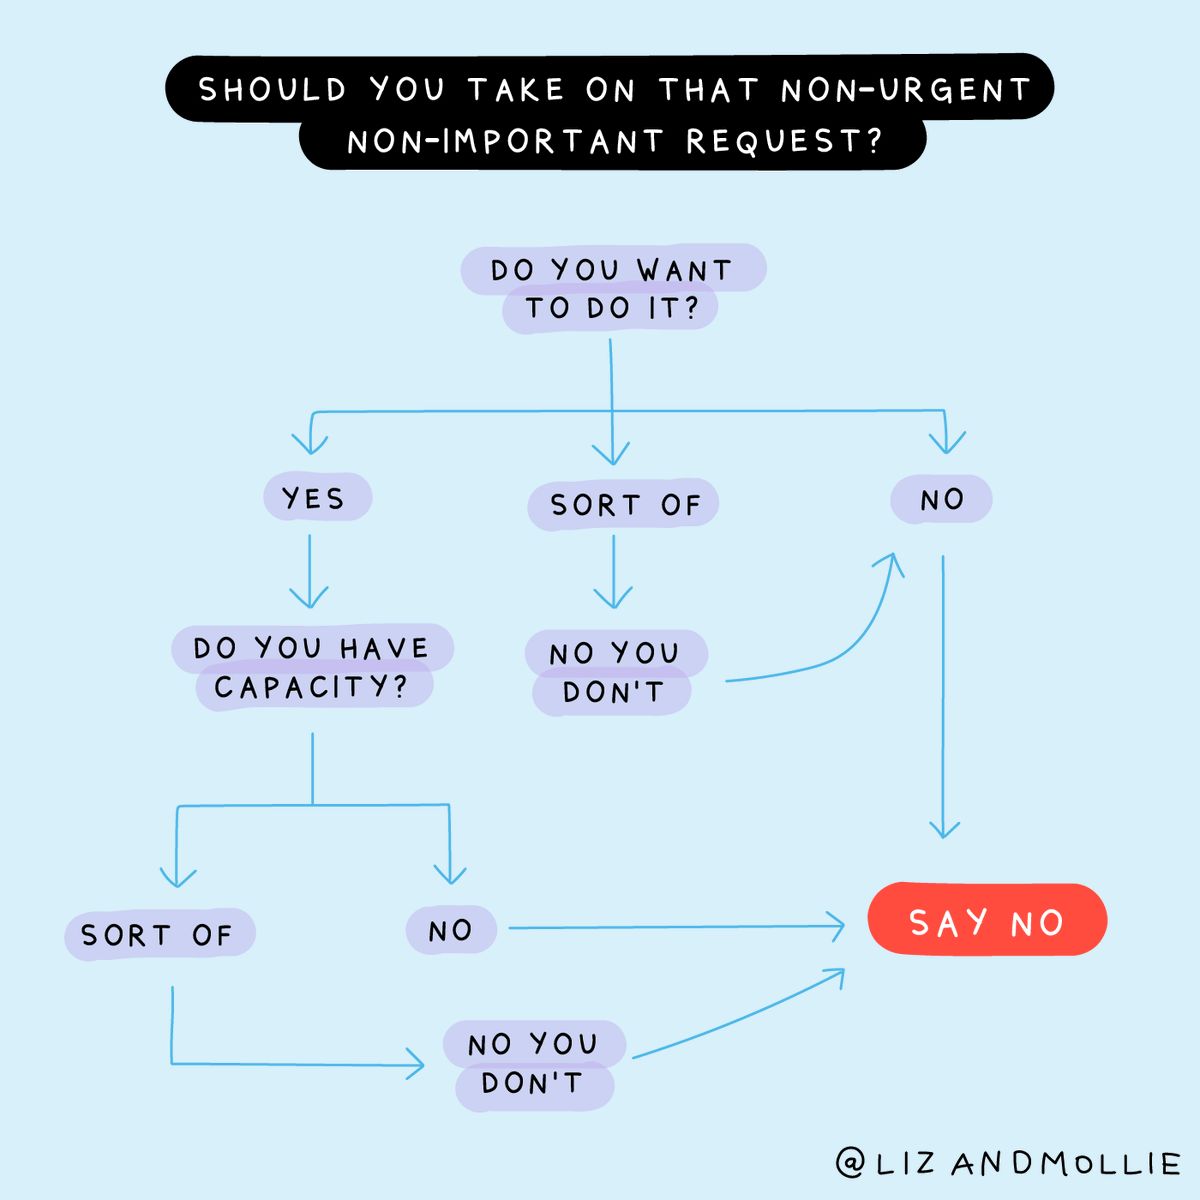 SHOULD YOU TAKE ON THAT NON-URGENT
NON-IMPORTANT REQUEST?
DO YOU WANT
TO DO IT?
YES
SORT OF
NO
DO YOU HAVE
CAPACITY?
NO YOU
DON'T
SORT OF
NO
SAY NO
NO YOU
DON'T
@LIZANDMOLLIE